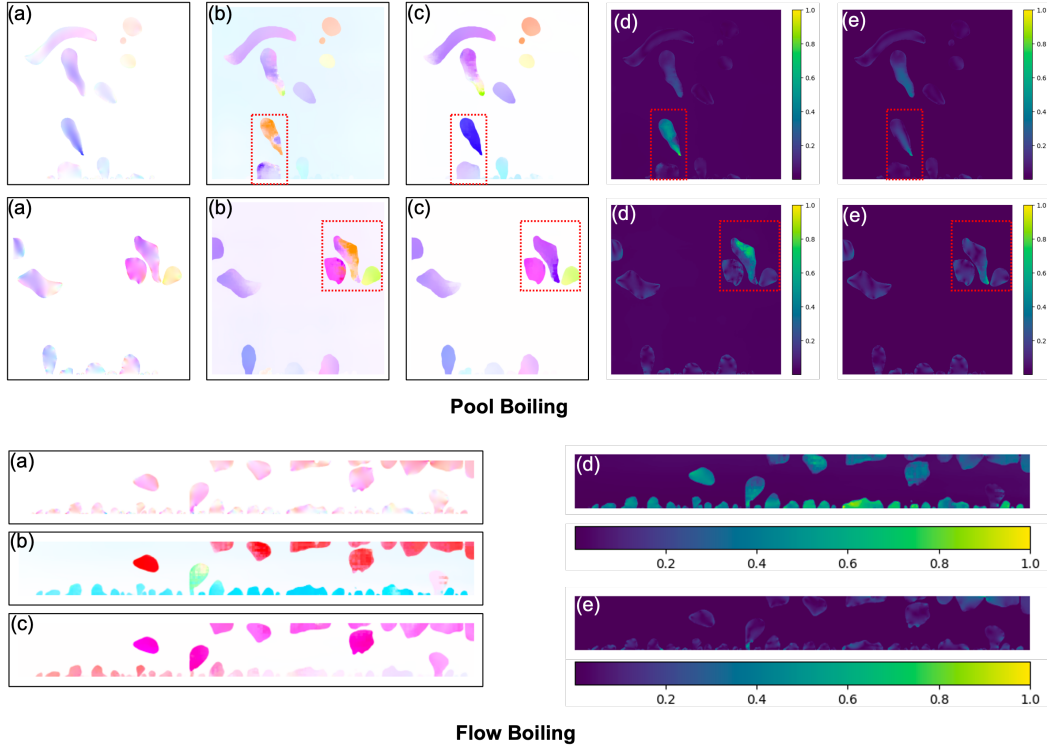 (a) (b) (c) (d) (e)
1.0 1.0
0.8 0.8
0.6 0.6
0.4 0.4
0.2 0.2
(a) (b) (c) (d) (e)
1.0 1.0
0.8 0.8
0.6 0.6
0.4 0.4
0.2 0.2
Pool Boiling
(a)
(b)
(c)
(d)
0.2 0.4 0.6 0.8 1.0
(e)
0.2 0.4 0.6 0.8 1.0
Flow Boiling